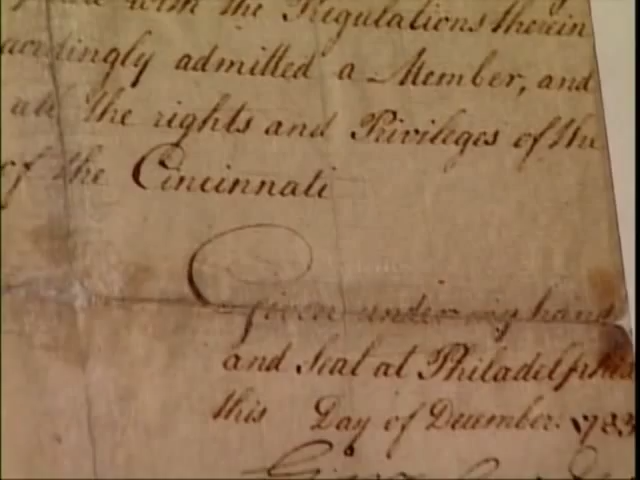 with the Regulations therein
acordingly admitted a Member, and
all the rights and Privileges of the
of the Cincinnati
Given under my hand
and Seal at Philadelphia
this Day of December 1783